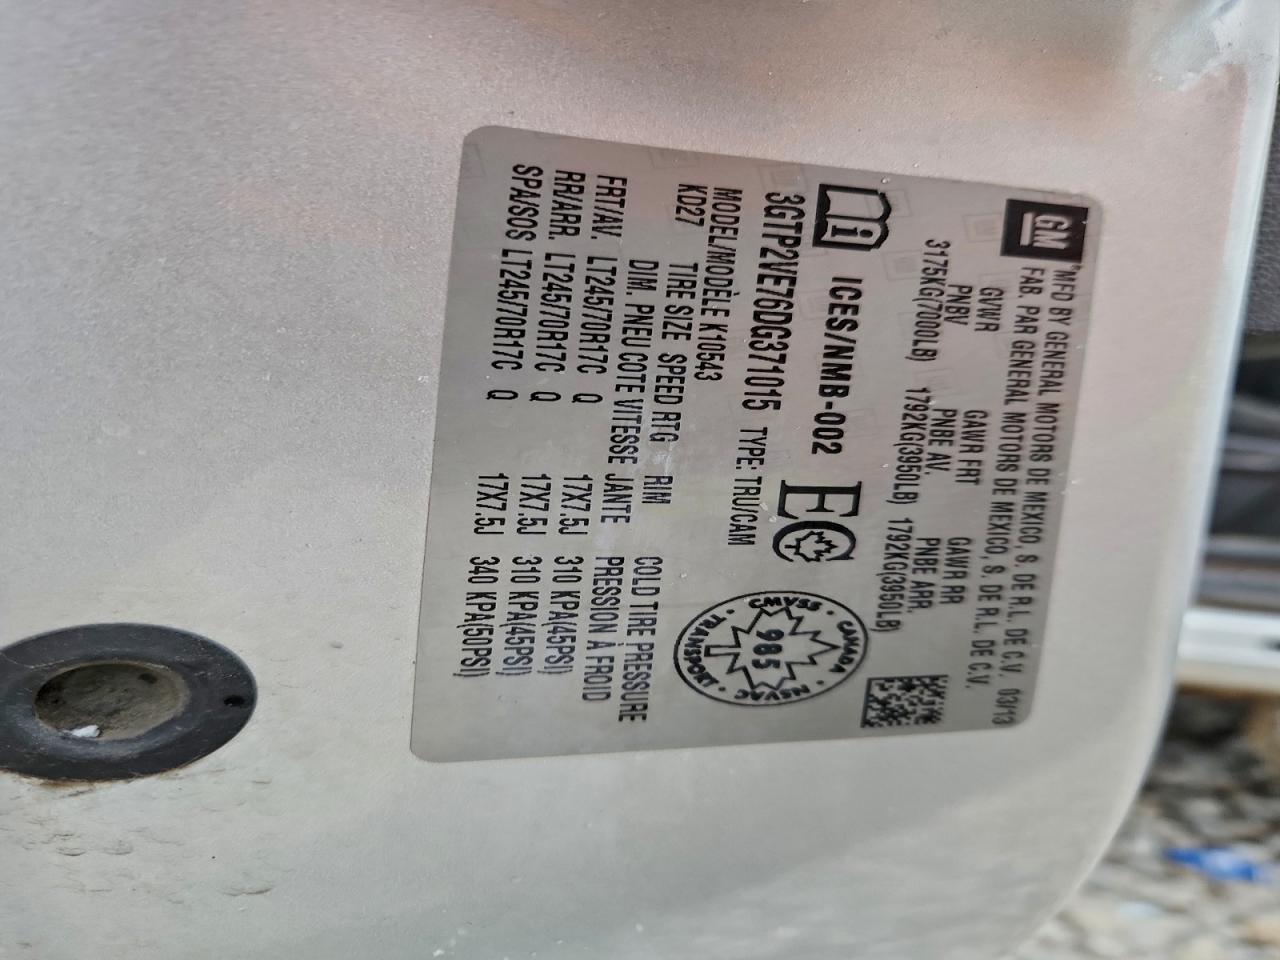 GM
®MFD BY GENERAL MOTORS DE MEXICO, S. DE R.L. DE C.V. 03/13
FAB. PAR GENERAL MOTORS DE MEXICO, S. DE R.L. DE C.V.
GVWR GAWR FRT GAWR RR
PNBV PNBE AV. PNBE ARR.
3175KG(7000LB) 1792KG(3950LB) 1792KG(3950LB)
i ICES/NMB-002 EC
CMVSS · CANADA · NSVAC · TRANSPORT ·
985
3GTP2VE76DG371015 TYPE: TRU/CAM
MODEL/MODÈLE K10543
KD27 TIRE SIZE SPEED RTG RIM COLD TIRE PRESSURE
DIM. PNEU COTE VITESSE JANTE PRESSION À FROID
FRT/AV. LT245/70R17C Q 17X7.5J 310 KPA(45PSI)
RR/ARR. LT245/70R17C Q 17X7.5J 310 KPA(45PSI)
SPA/SOS LT245/70R17C Q 17X7.5J 340 KPA(50PSI)